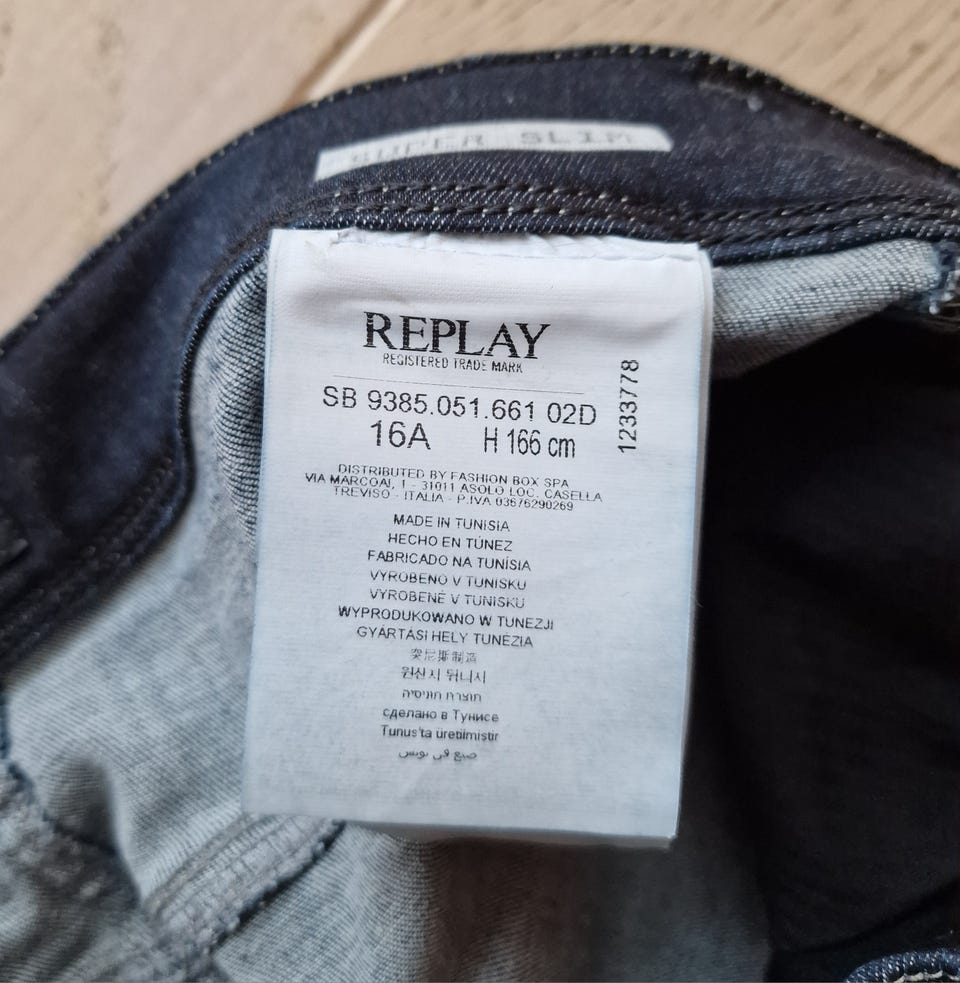 SUPER SLIM
REPLAY
REGISTERED TRADE MARK
SB 9385.051.661 02D
16A H 166 cm
1233778
DISTRIBUTED BY FASHION BOX SPA
VIA MARCOAI, 1 - 31011 ASOLO LOC. CASELLA
TREVISO - ITALIA - P.IVA 03676290269
MADE IN TUNISIA
HECHO EN TÚNEZ
FABRICADO NA TUNÍSIA
VYROBENO V TUNISKU
VYROBENÉ V TUNISKU
WYPRODUKOWANO W TUNEZJI
GYÁRTASI HELY TUNÉZIA
突尼斯制造
원산지 튀니지
תוצרת תוניסיה
сделано в Тунисе
Tunus'ta üretilmiştir
صنع في تونس